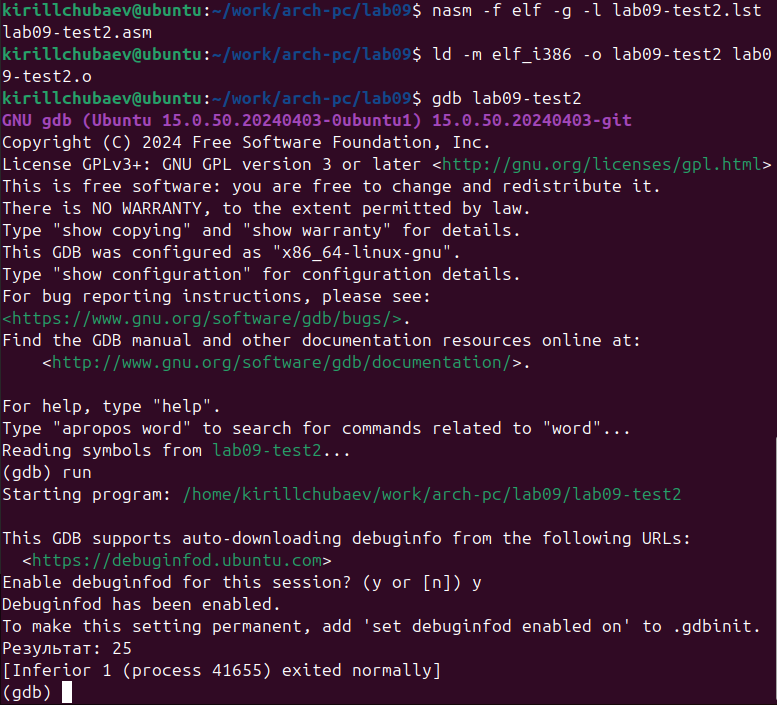 kirillchubaev@ubuntu:~/work/arch-pc/lab09$ nasm -f elf -g -l lab09-test2.lst
lab09-test2.asm
kirillchubaev@ubuntu:~/work/arch-pc/lab09$ ld -m elf_i386 -o lab09-test2 lab0
9-test2.o
kirillchubaev@ubuntu:~/work/arch-pc/lab09$ gdb lab09-test2
GNU gdb (Ubuntu 15.0.50.20240403-0ubuntu1) 15.0.50.20240403-git
Copyright (C) 2024 Free Software Foundation, Inc.
License GPLv3+: GNU GPL version 3 or later <http://gnu.org/licenses/gpl.html>
This is free software: you are free to change and redistribute it.
There is NO WARRANTY, to the extent permitted by law.
Type "show copying" and "show warranty" for details.
This GDB was configured as "x86_64-linux-gnu".
Type "show configuration" for configuration details.
For bug reporting instructions, please see:
<https://www.gnu.org/software/gdb/bugs/>.
Find the GDB manual and other documentation resources online at:
    <http://www.gnu.org/software/gdb/documentation/>.

For help, type "help".
Type "apropos word" to search for commands related to "word"...
Reading symbols from lab09-test2...
(gdb) run
Starting program: /home/kirillchubaev/work/arch-pc/lab09/lab09-test2

This GDB supports auto-downloading debuginfo from the following URLs:
  <https://debuginfod.ubuntu.com>
Enable debuginfod for this session? (y or [n]) y
Debuginfod has been enabled.
To make this setting permanent, add 'set debuginfod enabled on' to .gdbinit.
Результат: 25
[Inferior 1 (process 41655) exited normally]
(gdb)